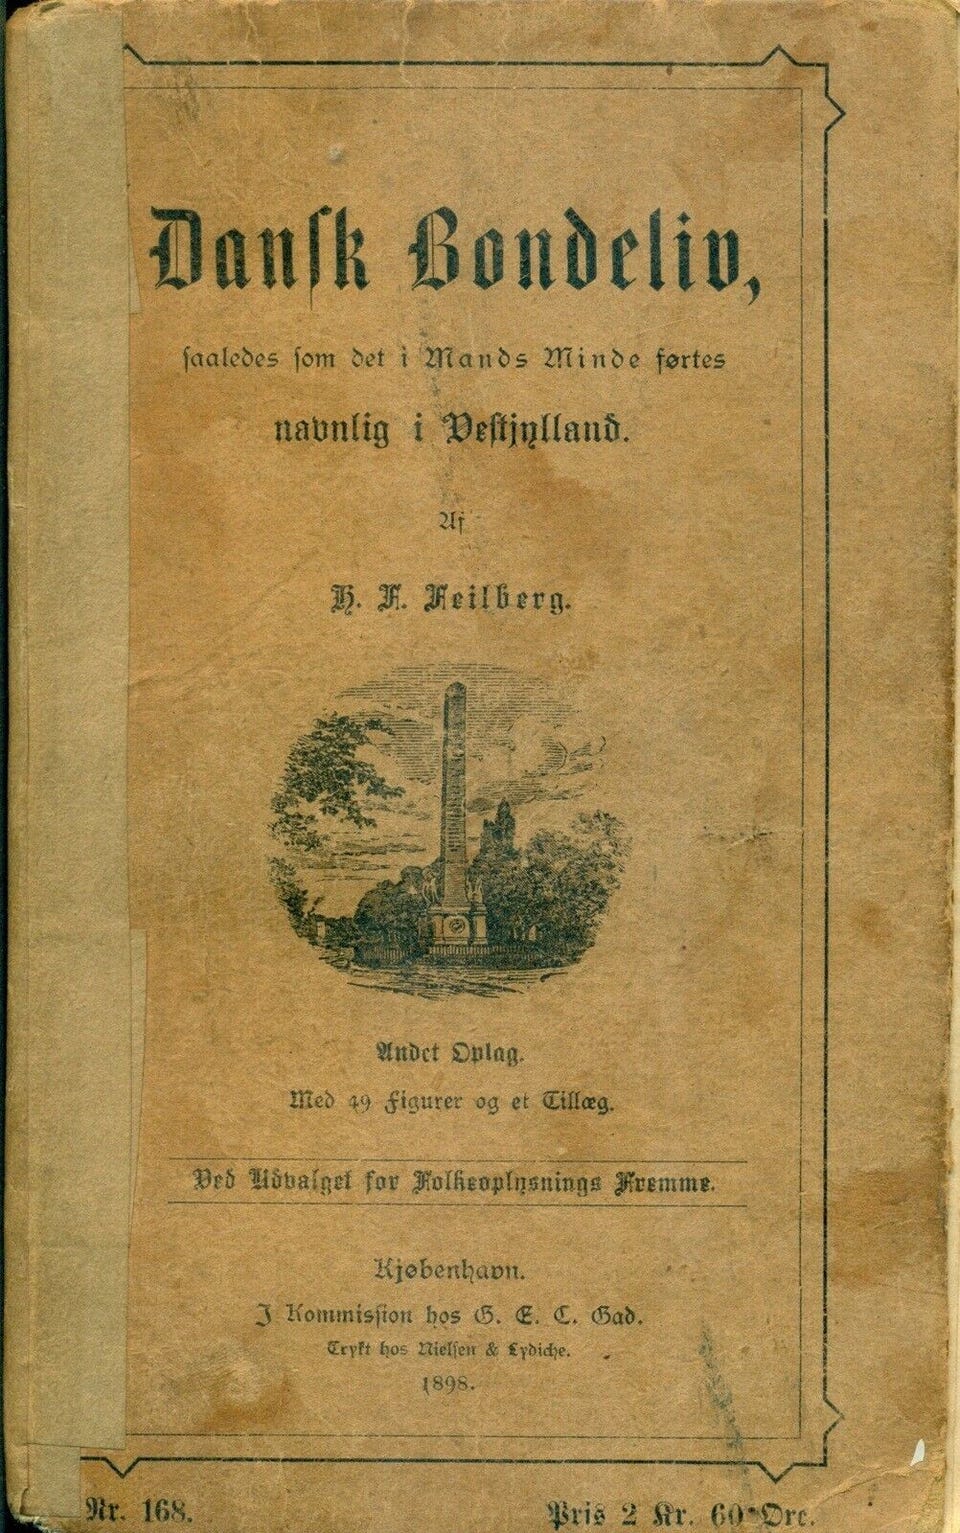 Dansk Bondeliv,
saaledes som det i Mands Minde førtes
navnlig i Vestjylland.
Af
H. F. Feilberg.
Andet Oplag.
Med 49 Figurer og et Tillæg.
Ved Udvalget for Folkeoplysnings Fremme.
Kjøbenhavn.
I Kommission hos G. E. C. Gad.
Trykt hos Nielsen & Lydiche.
1898.
Nr. 168.
Pris 2 Kr. 60 Øre.